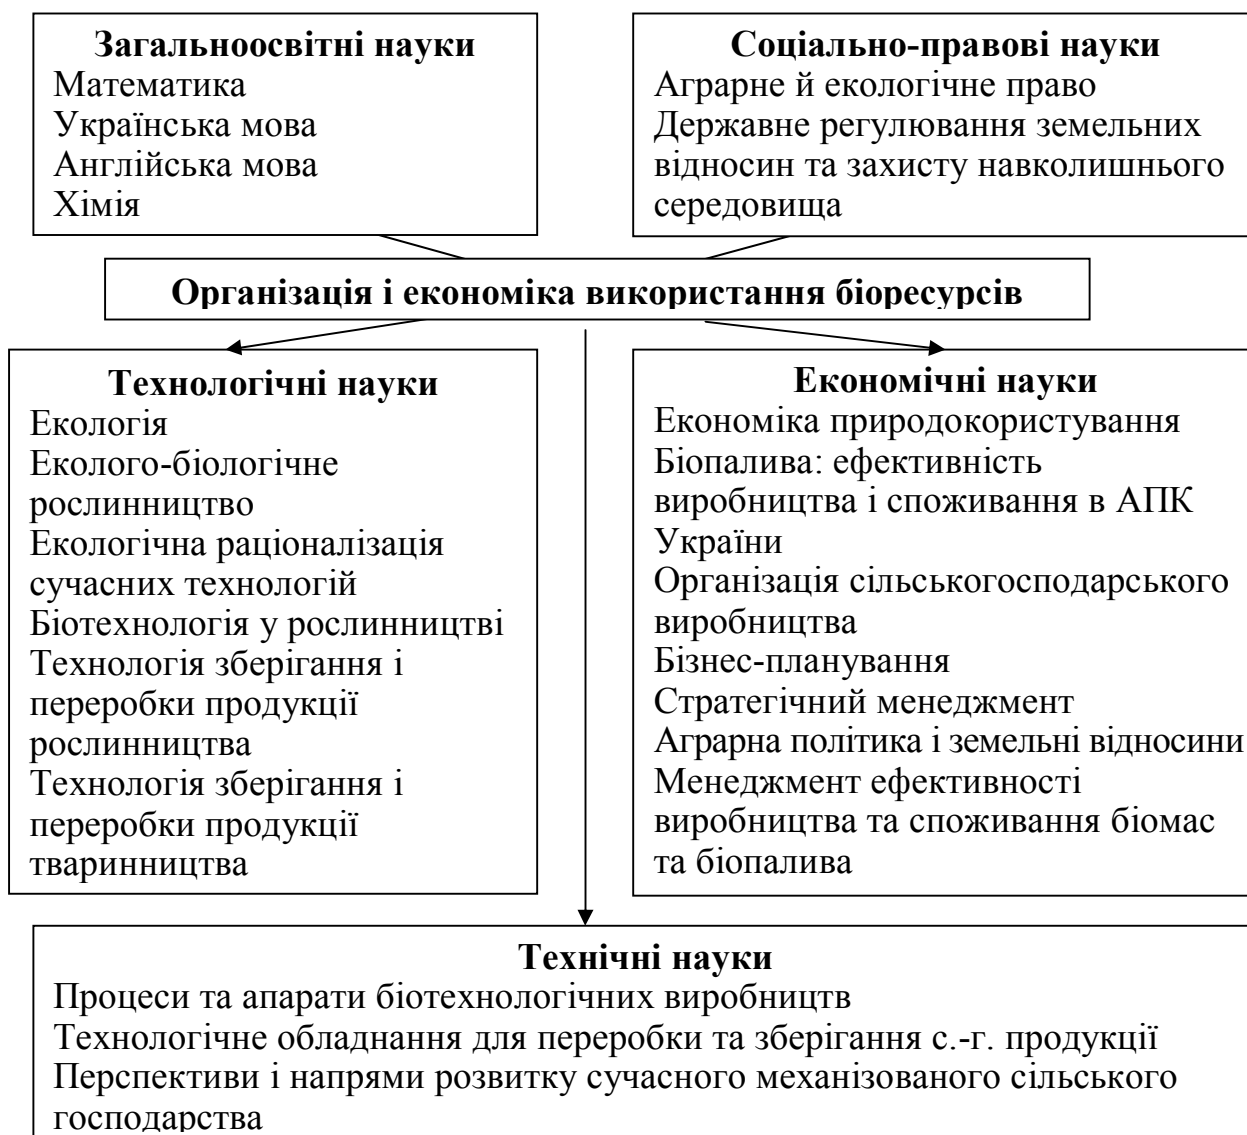 Загальноосвітні науки
Математика
Українська мова
Англійська мова
Хімія
Соціально-правові науки
Аграрне й екологічне право
Державне регулювання земельних
відносин та захисту навколишнього
середовища
Організація і економіка використання біоресурсів
Технологічні науки
Екологія
Еколого-біологічне
рослинництво
Екологічна раціоналізація
сучасних технологій
Біотехнологія у рослинництві
Технологія зберігання і
переробки продукції
рослинництва
Технологія зберігання і
переробки продукції
тваринництва
Економічні науки
Економіка природокористування
Біопалива: ефективність
виробництва і споживання в АПК
України
Організація сільськогосподарського
виробництва
Бізнес-планування
Стратегічний менеджмент
Аграрна політика і земельні відносини
Менеджмент ефективності
виробництва та споживання біомас
та біопалива
Технічні науки
Процеси та апарати біотехнологічних виробництв
Технологічне обладнання для переробки та зберігання с.-г. продукції
Перспективи і напрями розвитку сучасного механізованого сільського
господарства